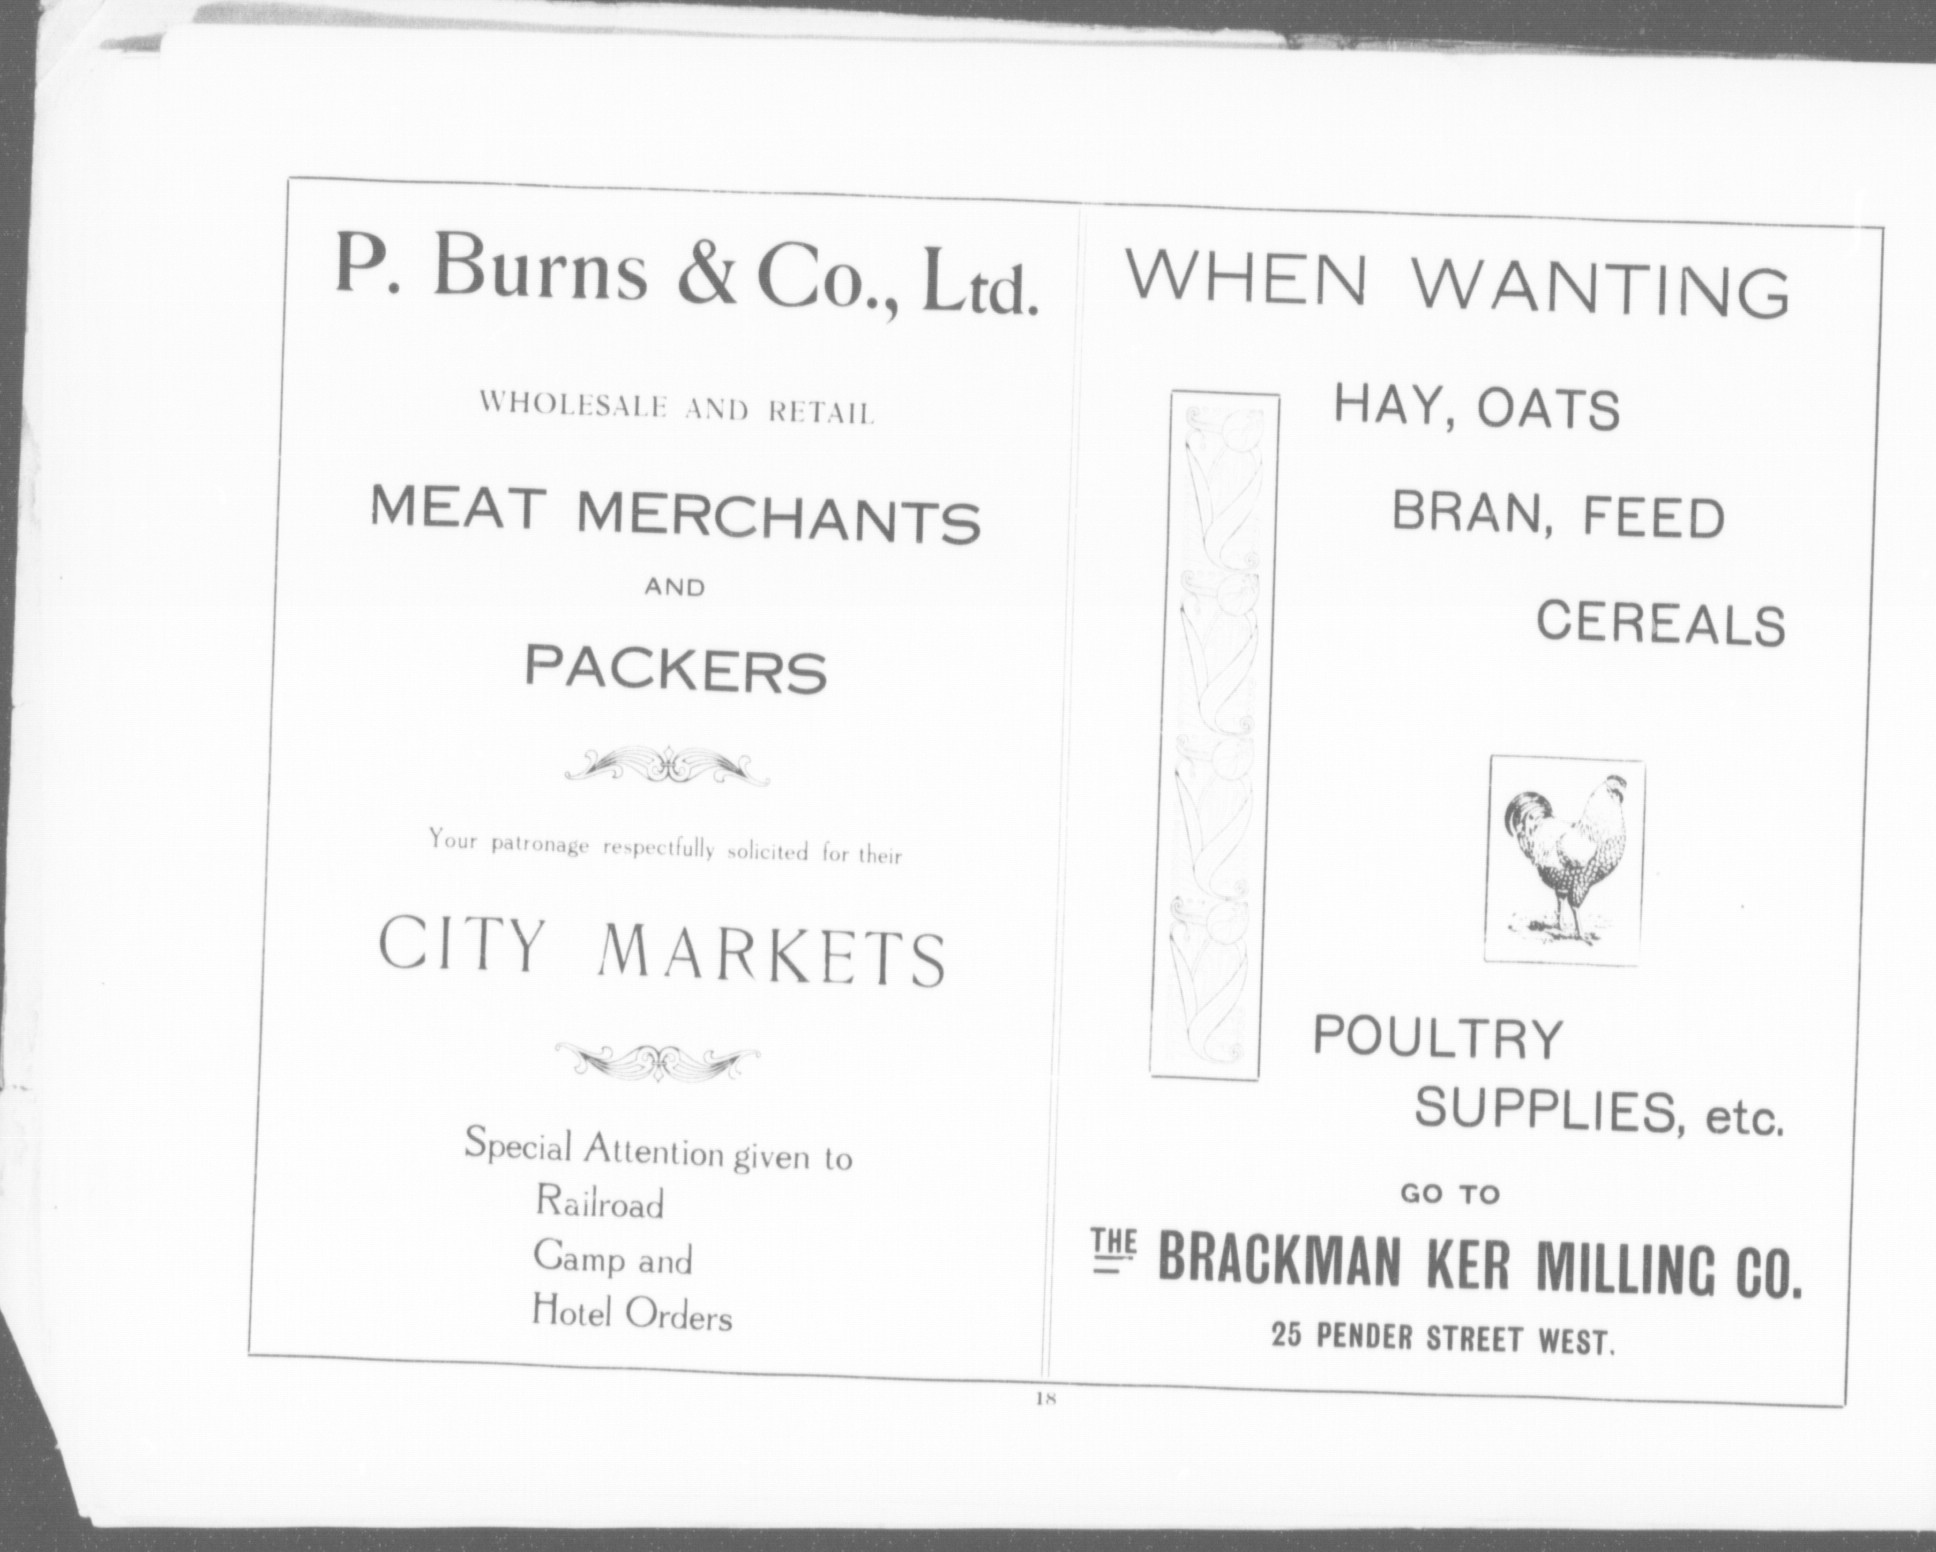 P. Burns & Co., Ltd.
WHOLESALE AND RETAIL
MEAT MERCHANTS
AND
PACKERS
Your patronage respectfully solicited for their
CITY MARKETS
Special Attention given to
Railroad
Camp and
Hotel Orders
WHEN WANTING
HAY, OATS
BRAN, FEED
CEREALS
POULTRY
SUPPLIES, etc.
GO TO
THE BRACKMAN KER MILLING CO.
25 PENDER STREET WEST.
18